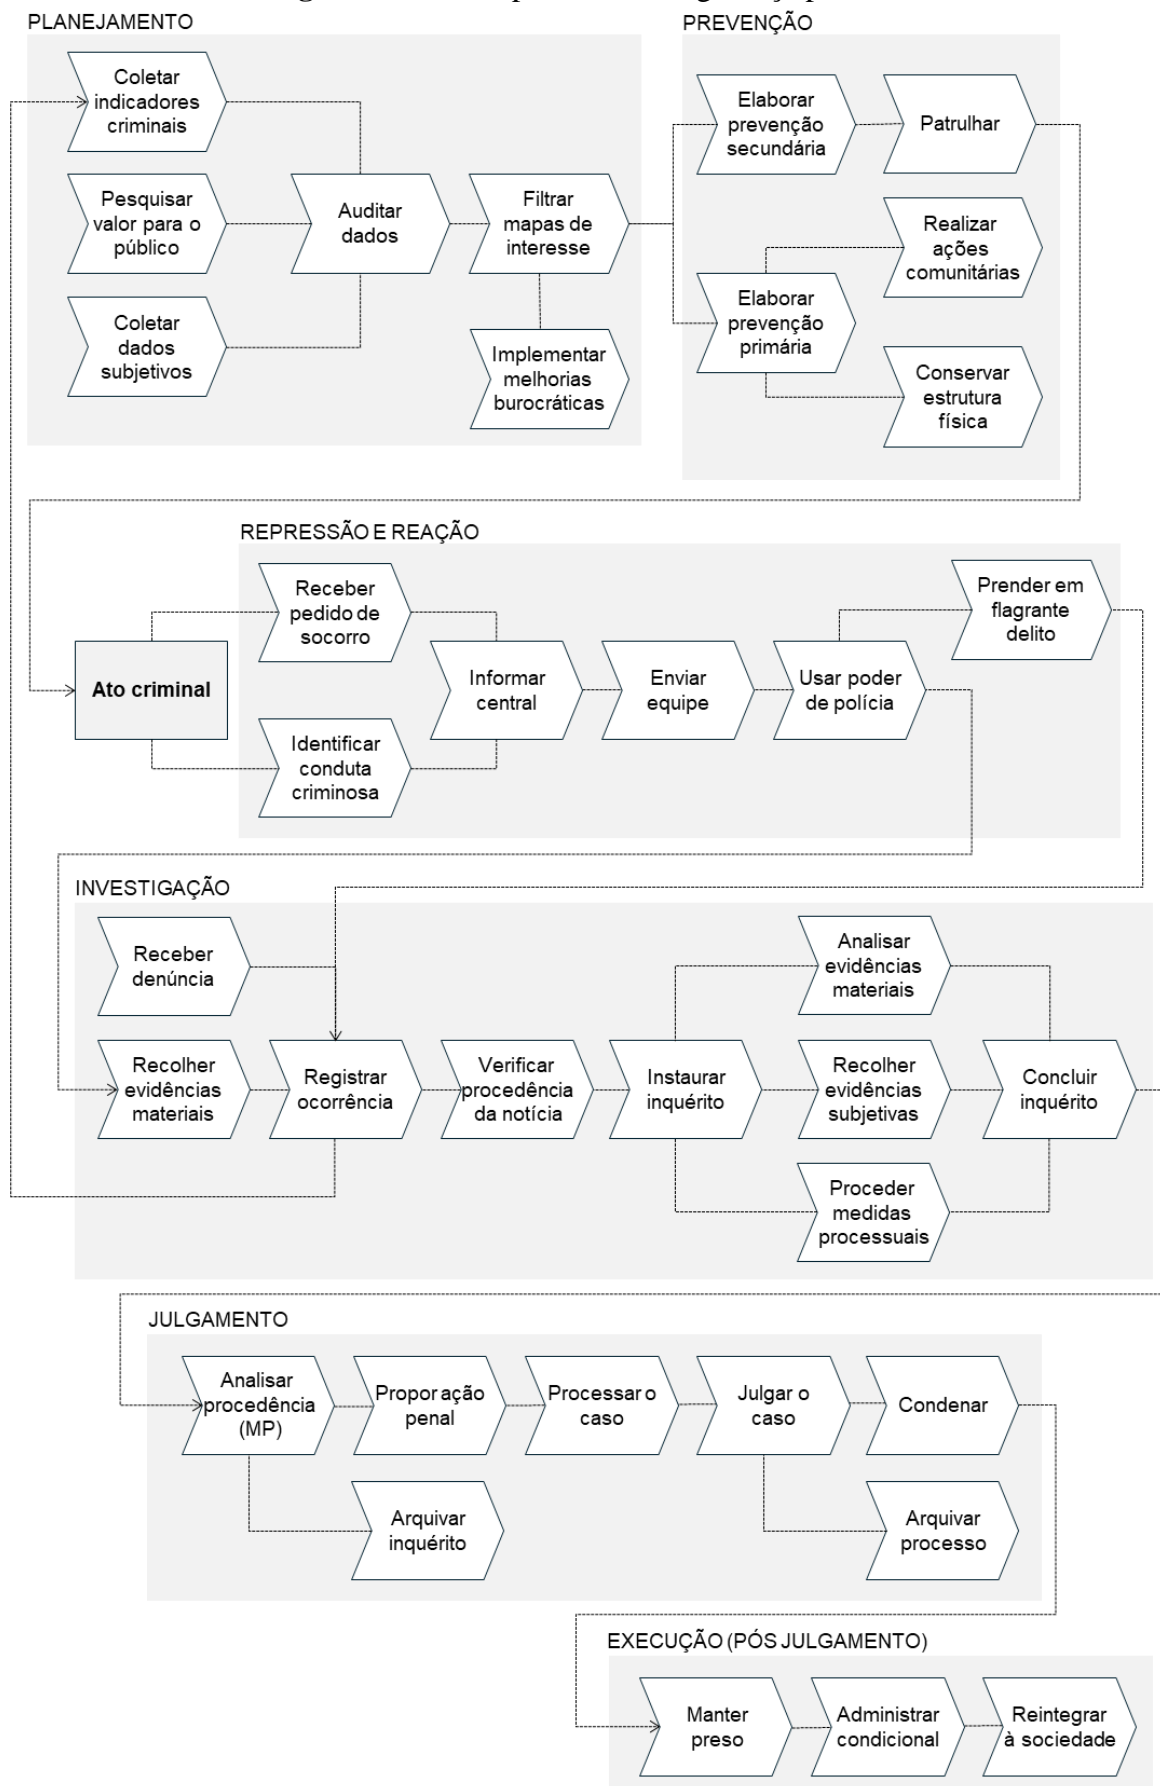 PLANEJAMENTO
Coletar
indicadores
criminais
Pesquisar
valor para o
público
Coletar
dados
subjetivos
Auditar
dados
Filtrar
mapas de
interesse
Implementar
melhorias
burocráticas
PREVENÇÃO
Elaborar
prevenção
secundária
Patrulhar
Realizar
ações
comunitárias
Elaborar
prevenção
primária
Conservar
estrutura
física
REPRESSÃO E REAÇÃO
Ato criminal
Receber
pedido de
socorro
Identificar
conduta
criminosa
Informar
central
Enviar
equipe
Usar poder
de polícia
Prender em
flagrante
delito
INVESTIGAÇÃO
Receber
denúncia
Recolher
evidências
materiais
Registrar
ocorrência
Verificar
procedência
da notícia
Instaurar
inquérito
Analisar
evidências
materiais
Recolher
evidências
subjetivas
Proceder
medidas
processuais
Concluir
inquérito
JULGAMENTO
Analisar
procedência
(MP)
Propor ação
penal
Processar o
caso
Julgar o
caso
Condenar
Arquivar
inquérito
Arquivar
processo
EXECUÇÃO (PÓS JULGAMENTO)
Manter
preso
Administrar
condicional
Reintegrar
à sociedade